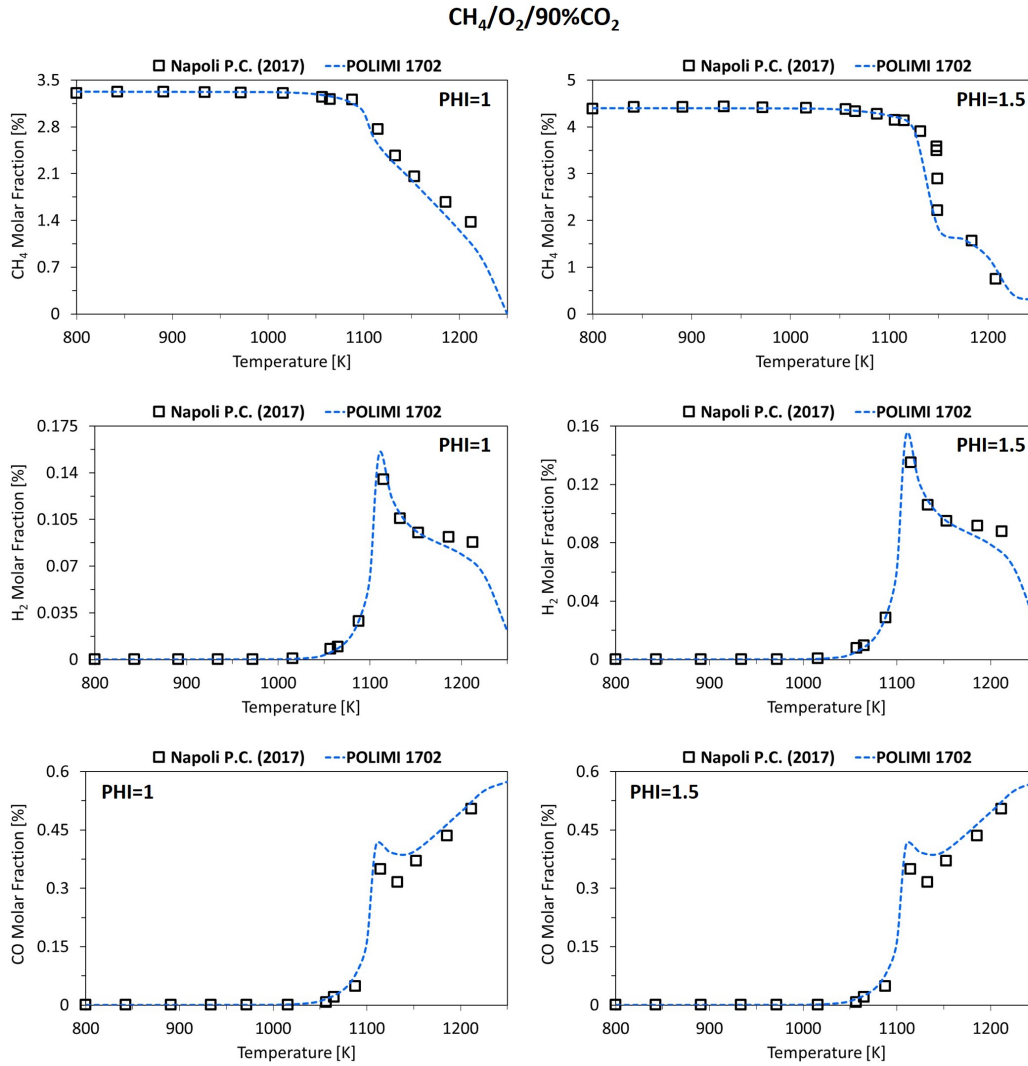 CH₄/O₂/90%CO₂
Napoli P.C. (2017) POLIMI 1702
PHI=1
CH₄ Molar Fraction [%]
3.5
2.8
2.1
1.4
0.7
0
800 900 1000 1100 1200
Temperature [K]
Napoli P.C. (2017) POLIMI 1702
PHI=1.5
CH₄ Molar Fraction [%]
5
4
3
2
1
0
800 900 1000 1100 1200
Temperature [K]
Napoli P.C. (2017) POLIMI 1702
PHI=1
H₂ Molar Fraction [%]
0.175
0.14
0.105
0.07
0.035
0
800 900 1000 1100 1200
Temperature [K]
Napoli P.C. (2017) POLIMI 1702
PHI=1.5
H₂ Molar Fraction [%]
0.16
0.12
0.08
0.04
0
800 900 1000 1100 1200
Temperature [K]
Napoli P.C. (2017) POLIMI 1702
PHI=1
CO Molar Fraction [%]
0.6
0.45
0.3
0.15
0
800 900 1000 1100 1200
Temperature [K]
Napoli P.C. (2017) POLIMI 1702
PHI=1.5
CO Molar Fraction [%]
0.6
0.45
0.3
0.15
0
800 900 1000 1100 1200
Temperature [K]